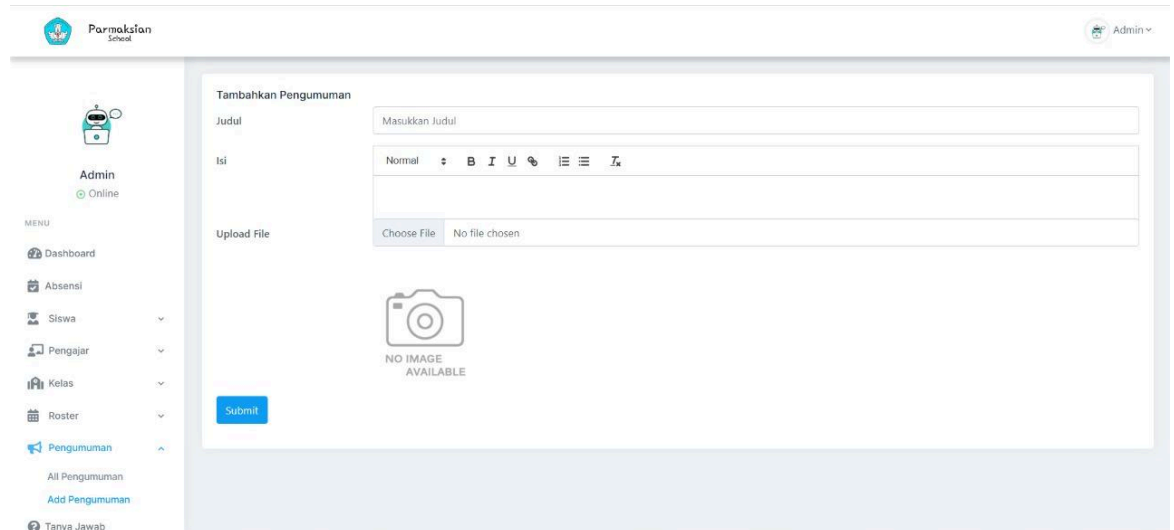 Parmaksian
School
Admin
Admin
Online
MENU
Dashboard
Absensi
Siswa
Pengajar
Kelas
Roster
Pengumuman
All Pengumuman
Add Pengumuman
Tanya Jawab
Tambahkan Pengumuman
Judul
Masukkan Judul
Isi
Normal B I U Tx
Upload File
Choose File No file chosen
NO IMAGE
AVAILABLE
Submit